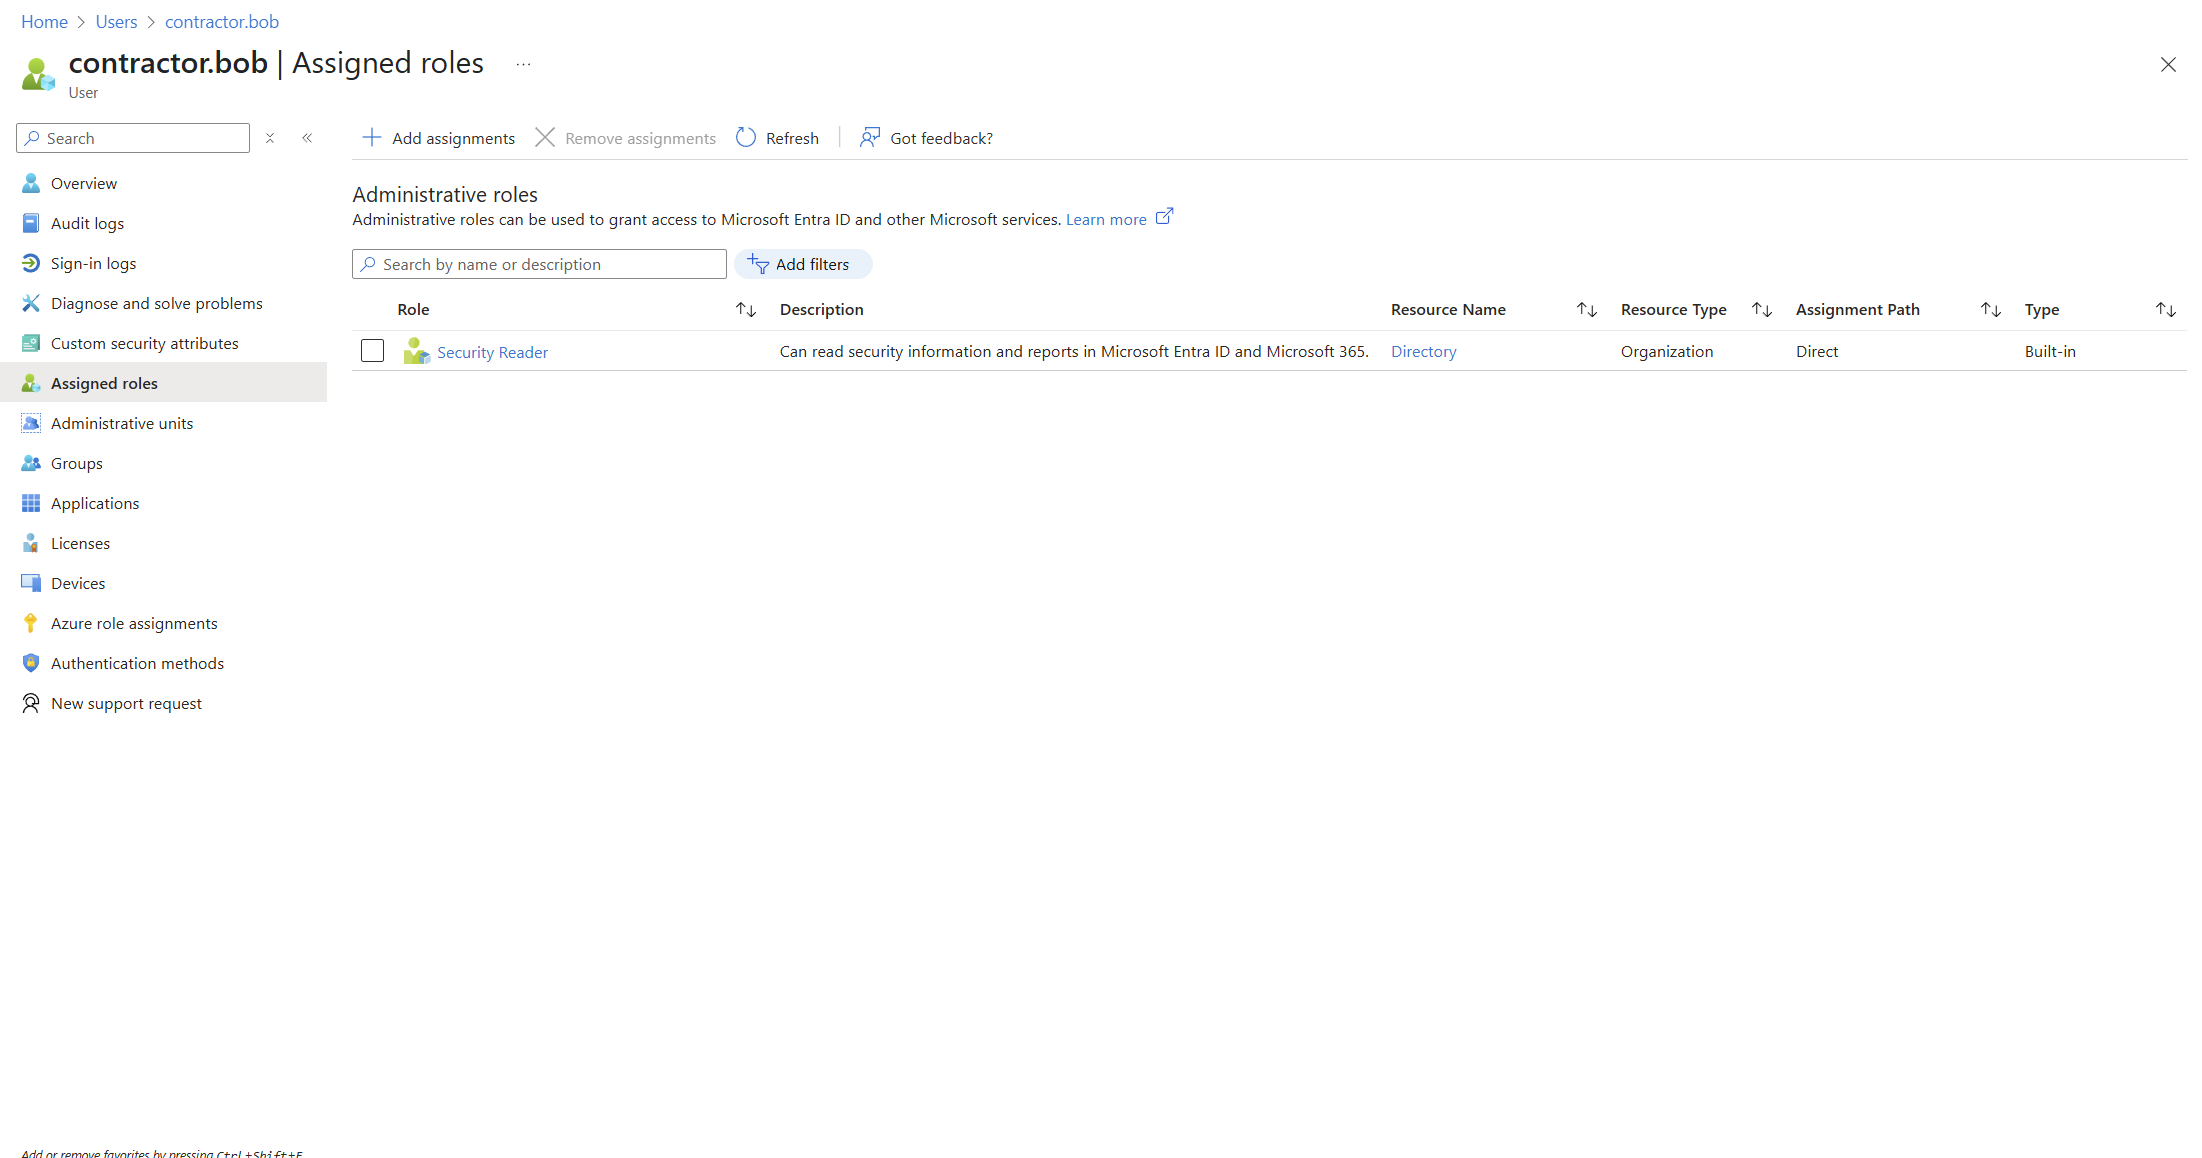 Home > Users > contractor.bob
contractor.bob | Assigned roles ...
User
Search
Overview
Audit logs
Sign-in logs
Diagnose and solve problems
Custom security attributes
Assigned roles
Administrative units
Groups
Applications
Licenses
Devices
Azure role assignments
Authentication methods
New support request
Add or remove favorites by pressing Ctrl+Shift+F
Add assignments Remove assignments Refresh Got feedback?
Administrative roles
Administrative roles can be used to grant access to Microsoft Entra ID and other Microsoft services. Learn more
Search by name or description Add filters
Role Description Resource Name Resource Type Assignment Path Type
Security Reader Can read security information and reports in Microsoft Entra ID and Microsoft 365. Directory Organization Direct Built-in